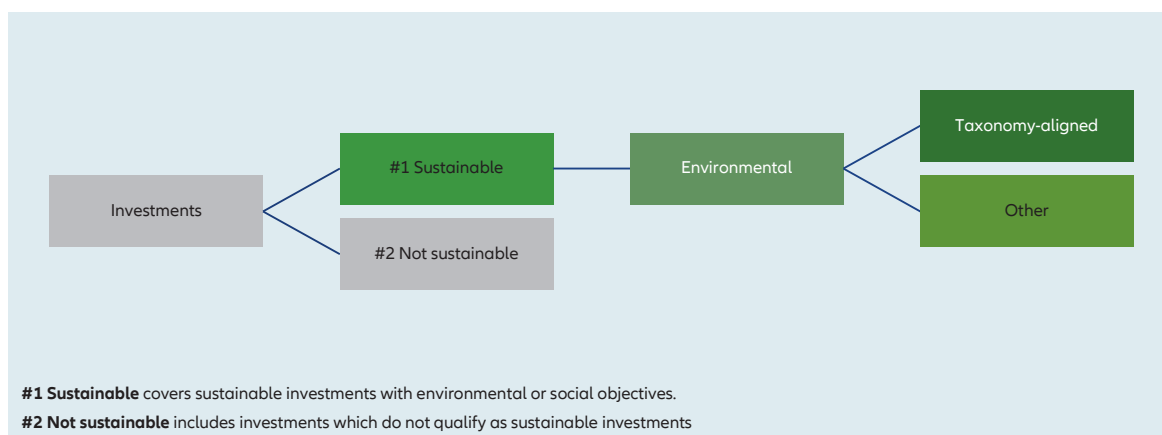 Taxonomy-aligned
#1 Sustainable
Environmental
Investments
Other
#2 Not sustainable
#1 Sustainable covers sustainable investments with environmental or social objectives.
#2 Not sustainable includes investments which do not qualify as sustainable investments